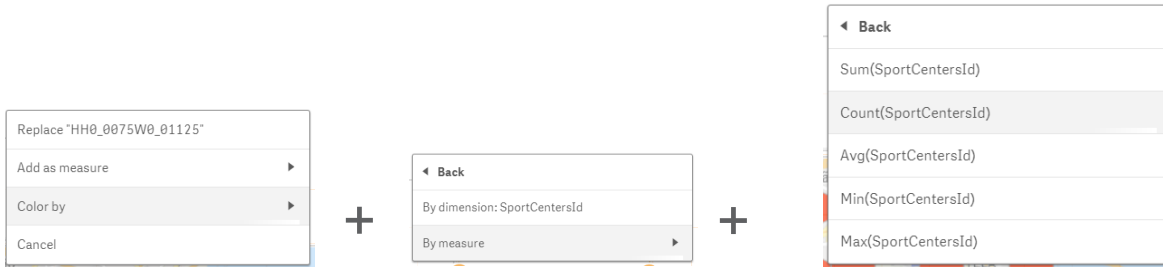 Replace "HH0_0075W0_01125"
Add as measure
Color by
Cancel
+
Back
By dimension: SportCentersId
By measure
+
Back
Sum(SportCentersId)
Count(SportCentersId)
Avg(SportCentersId)
Min(SportCentersId)
Max(SportCentersId)